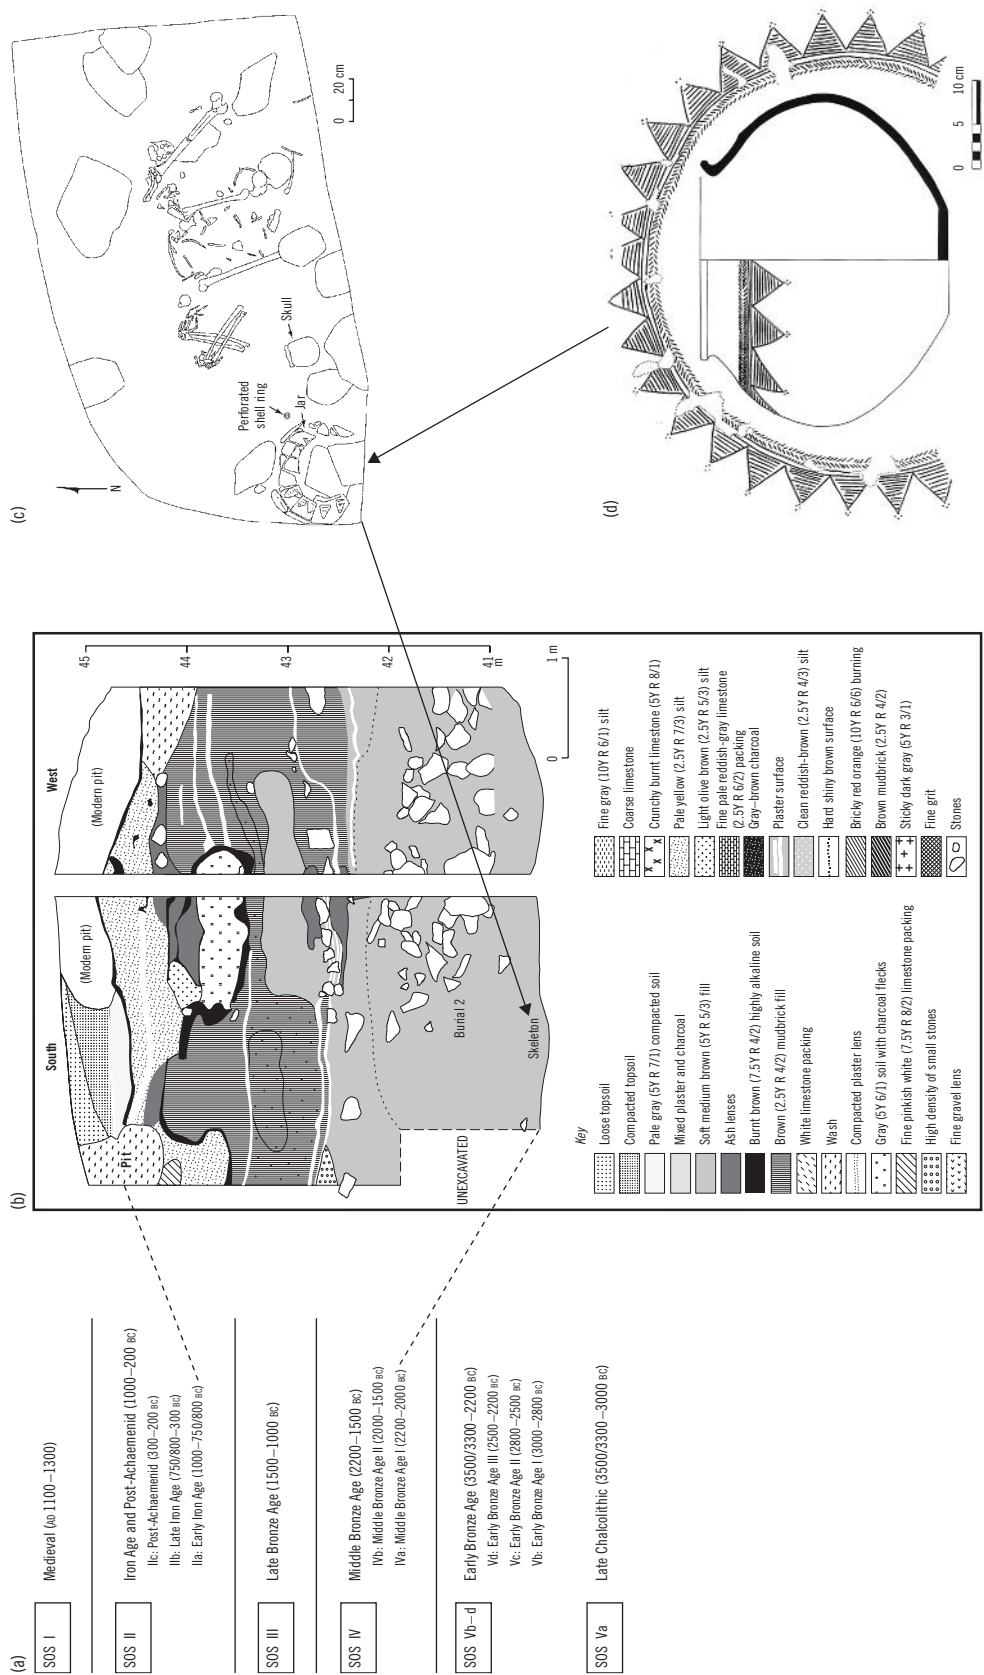 (a)
SOS I
Medieval (AD 1100–1300)
SOS II
Iron Age and Post-Achaemenid (1000–200 BC)
IIc: Post-Achaemenid (300–200 BC)
IIb: Late Iron Age (750/800–300 BC)
IIa: Early Iron Age (1000–750/800 BC)
SOS III
Late Bronze Age (1500–1000 BC)
SOS IV
Middle Bronze Age (2200–1500 BC)
IVb: Middle Bronze Age II (2000–1500 BC)
IVa: Middle Bronze Age I (2200–2000 BC)
SOS Vb–d
Early Bronze Age (3500/3300–2200 BC)
Vd: Early Bronze Age III (2500–2200 BC)
Vc: Early Bronze Age II (2800–2500 BC)
Vb: Early Bronze Age I (3000–2800 BC)
SOS Va
Late Chalcolithic (3500/3300–3000 BC)
(b)
South
West
(Modern pit)
(Modern pit)
Pit
UNEXCAVATED
Burial 2
Skeleton
45
44
43
42
41
m
0
1 m
Key
Loose topsoil
Compacted topsoil
Pale gray (5Y R 7/1) compacted soil
Mixed plaster and charcoal
Soft medium brown (5Y R 5/3) fill
Ash lenses
Burnt brown (7.5Y R 4/2) highly alkaline soil
Brown (2.5Y R 4/2) mudbrick fill
White limestone packing
Wash
Compacted plaster lens
Gray (5Y 6/1) soil with charcoal flecks
Fine pinkish white (7.5Y R 8/2) limestone packing
High density of small stones
Fine gravel lens
Fine gray (10Y R 6/1) silt
Coarse limestone
Crunchy burnt limestone (5Y R 8/1)
Pale yellow (2.5Y R 7/3) silt
Light olive brown (2.5Y R 5/3) silt
Fine pale reddish-gray limestone
(2.5Y R 6/2) packing
Gray–brown charcoal
Plaster surface
Clean reddish-brown (2.5Y R 4/3) silt
Hard shiny brown surface
Bricky red orange (10Y R 6/6) burning
Brown mudbrick (2.5Y R 4/2)
Sticky dark gray (5Y R 3/1)
Fine grit
Stones
(c)
N
Perforated
shell ring
Jar
Skull
0
20 cm
(d)
0
5
10 cm